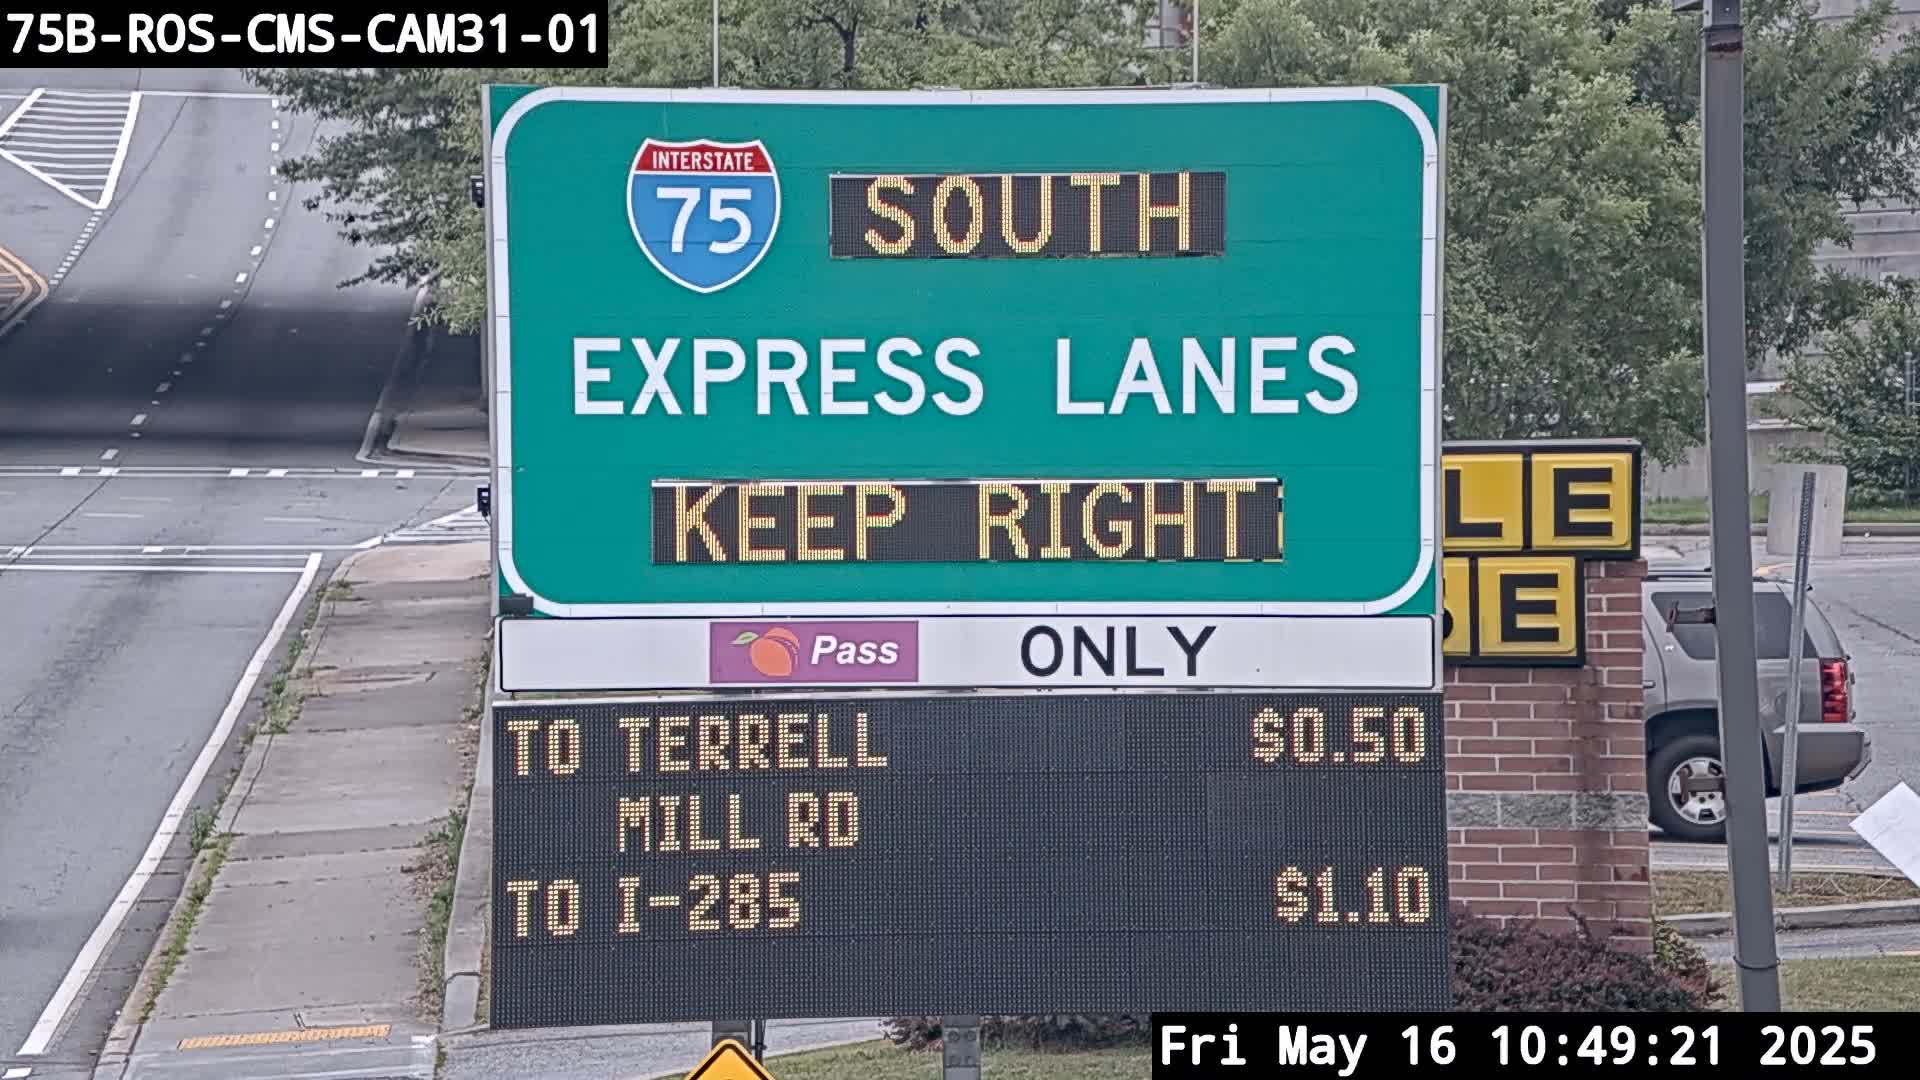 75B-ROS-CMS-CAM31-01
INTERSTATE
75
SOUTH
EXPRESS LANES
KEEP RIGHT
Pass ONLY
TO TERRELL $0.50
MILL RD
TO I-285 $1.10
LE
E
Fri May 16 10:49:21 2025